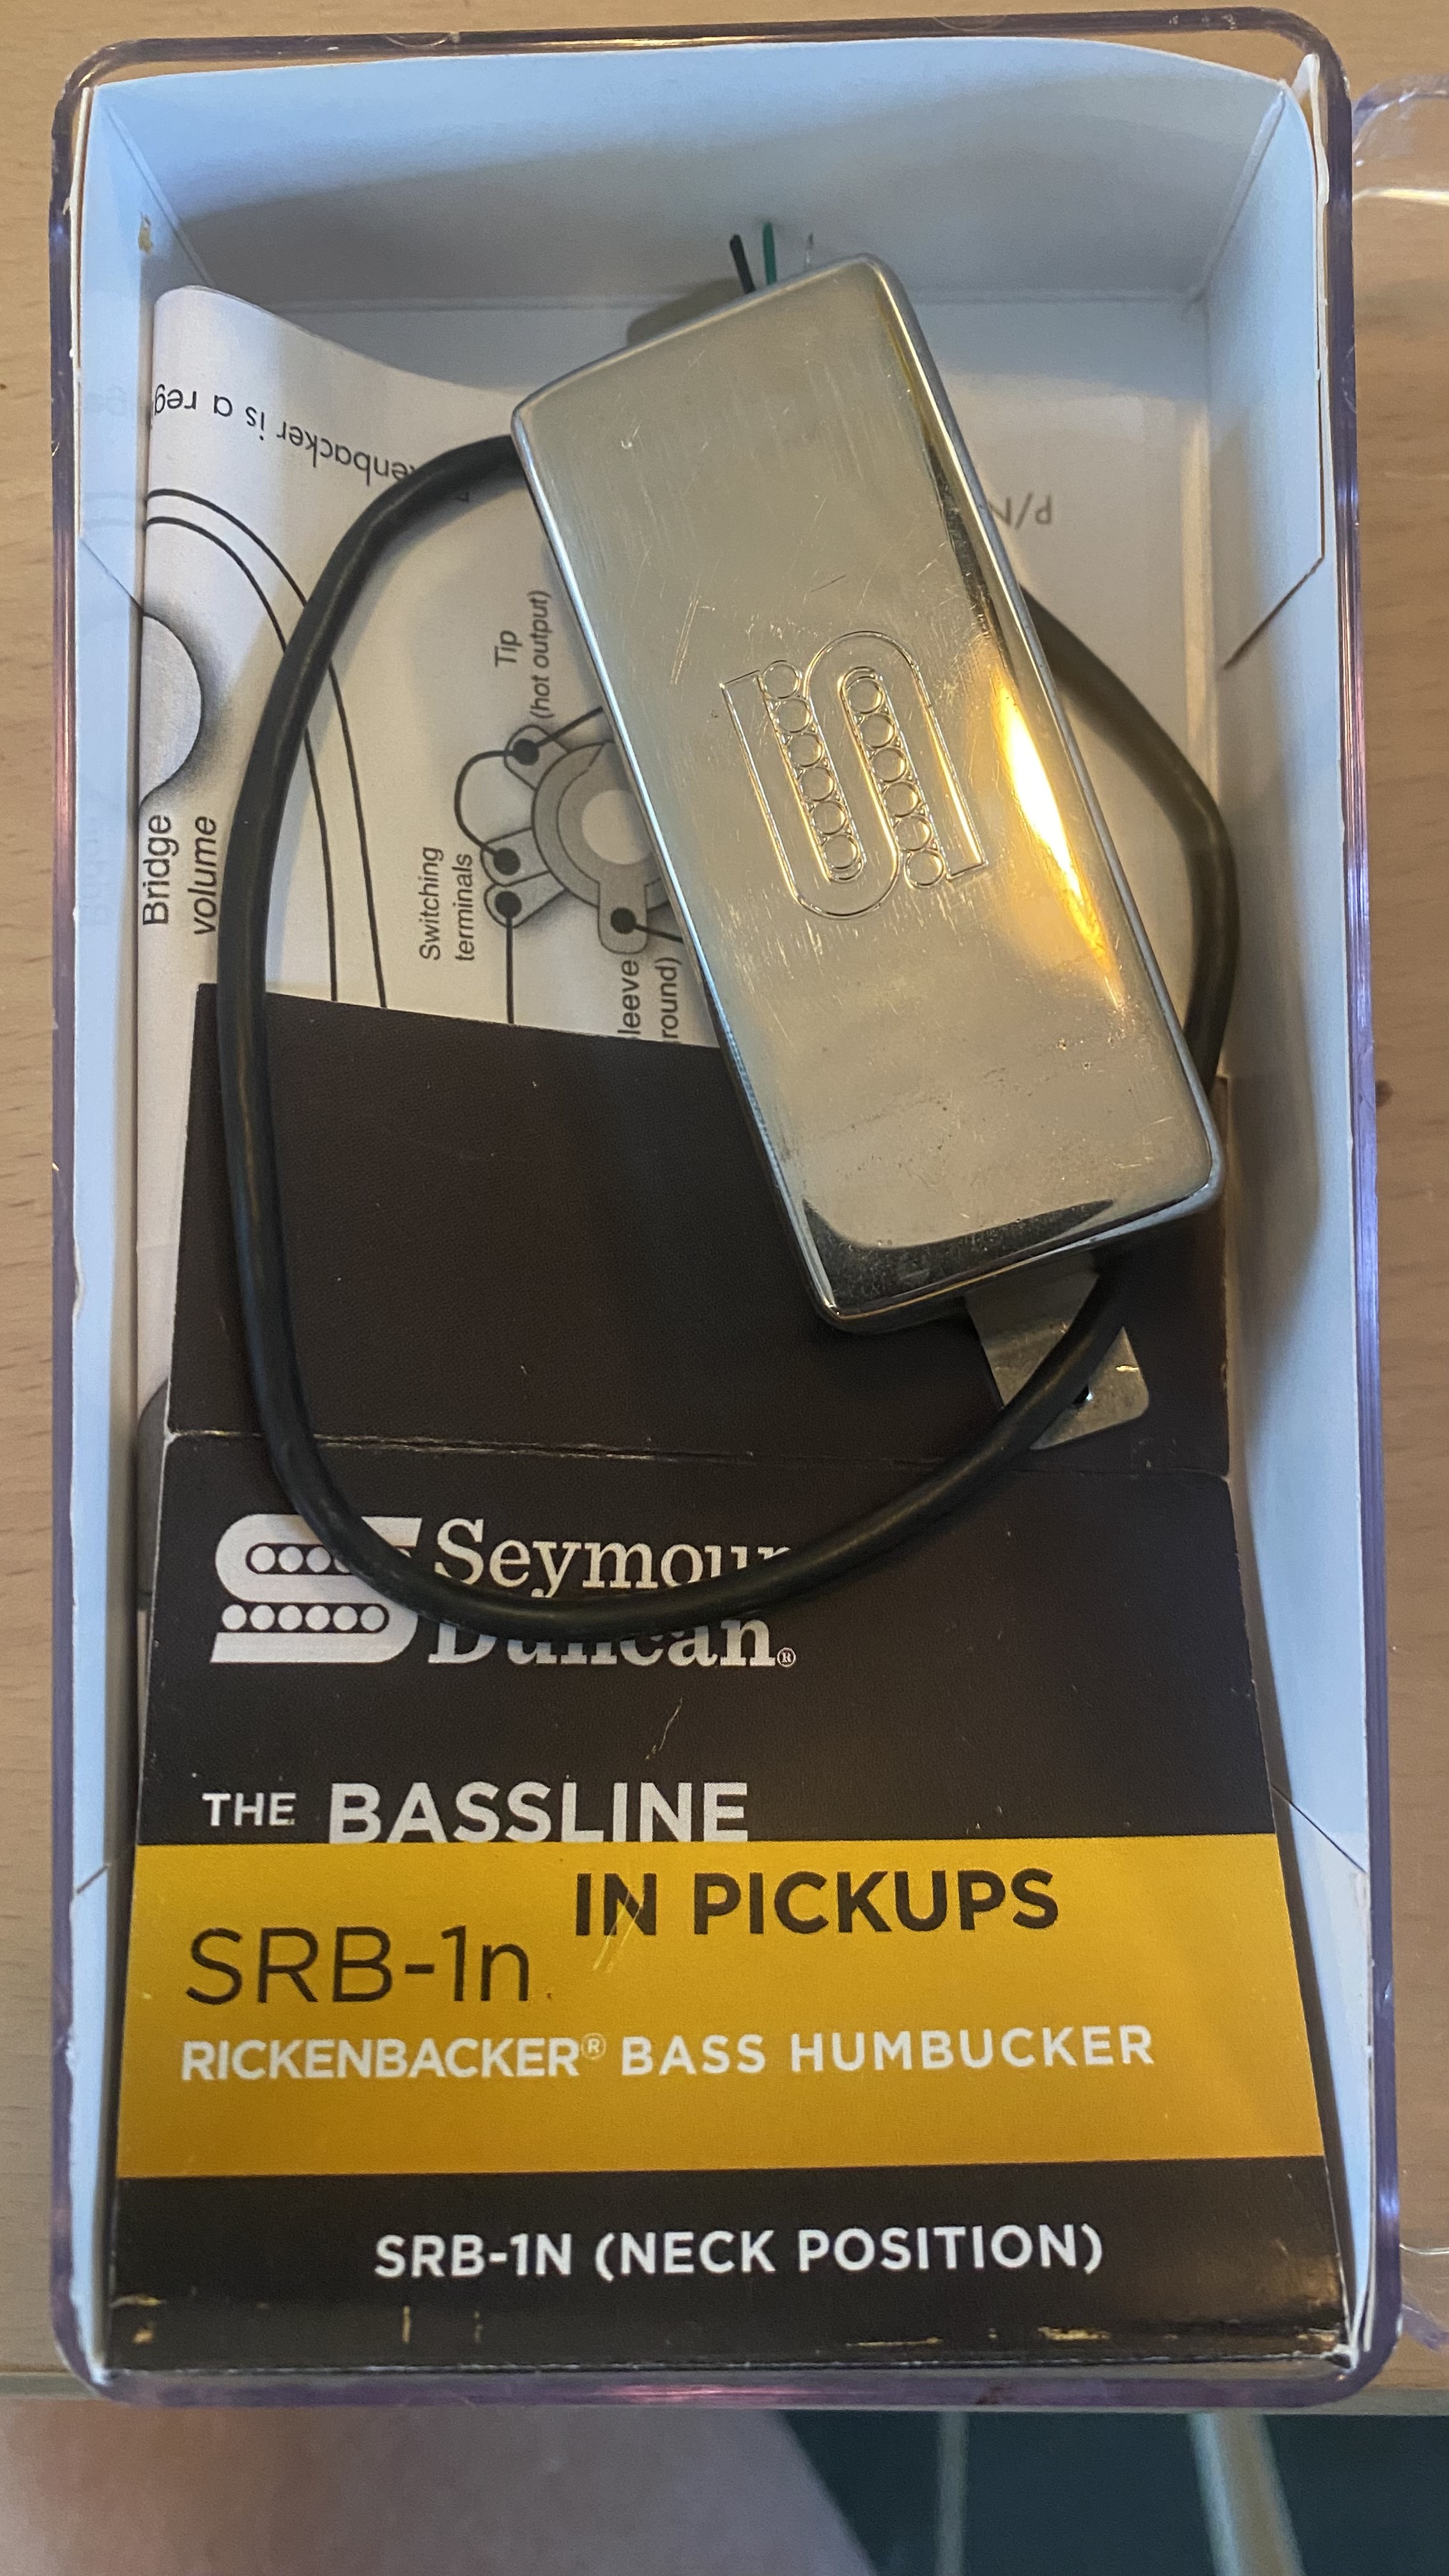 is a
P/N
Tip
(hot output)
Switching
terminals
Bridge
volume
Seymour
Duncan®
THE BASSLINE
IN PICKUPS
SRB-1n
RICKENBACKER® BASS HUMBUCKER
SRB-1N (NECK POSITION)